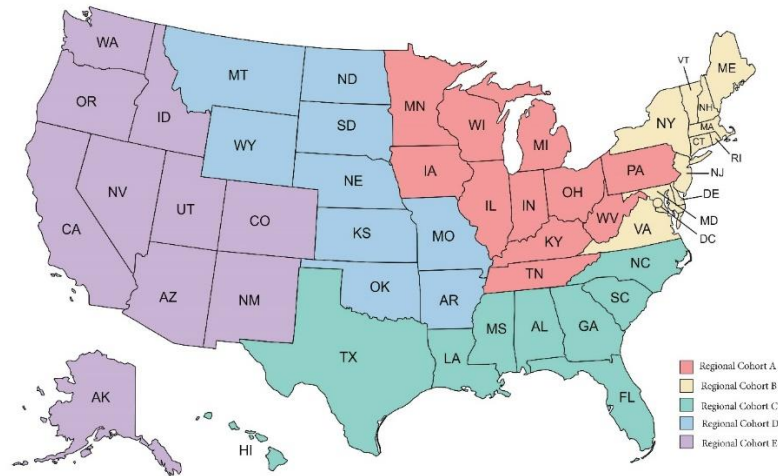 WA
MT
ND
MN
VT
ME
OR
ID
SD
WI
MI
NY
NH
MA
CT
RI
WY
IA
PA
NJ
NE
NV
UT
CO
IL
IN
OH
DE
MD
DC
CA
KS
MO
KY
WV
VA
AZ
NM
OK
AR
TN
NC
SC
TX
LA
MS
AL
GA
FL
AK
HI
Regional Cohort A
Regional Cohort B
Regional Cohort C
Regional Cohort D
Regional Cohort E